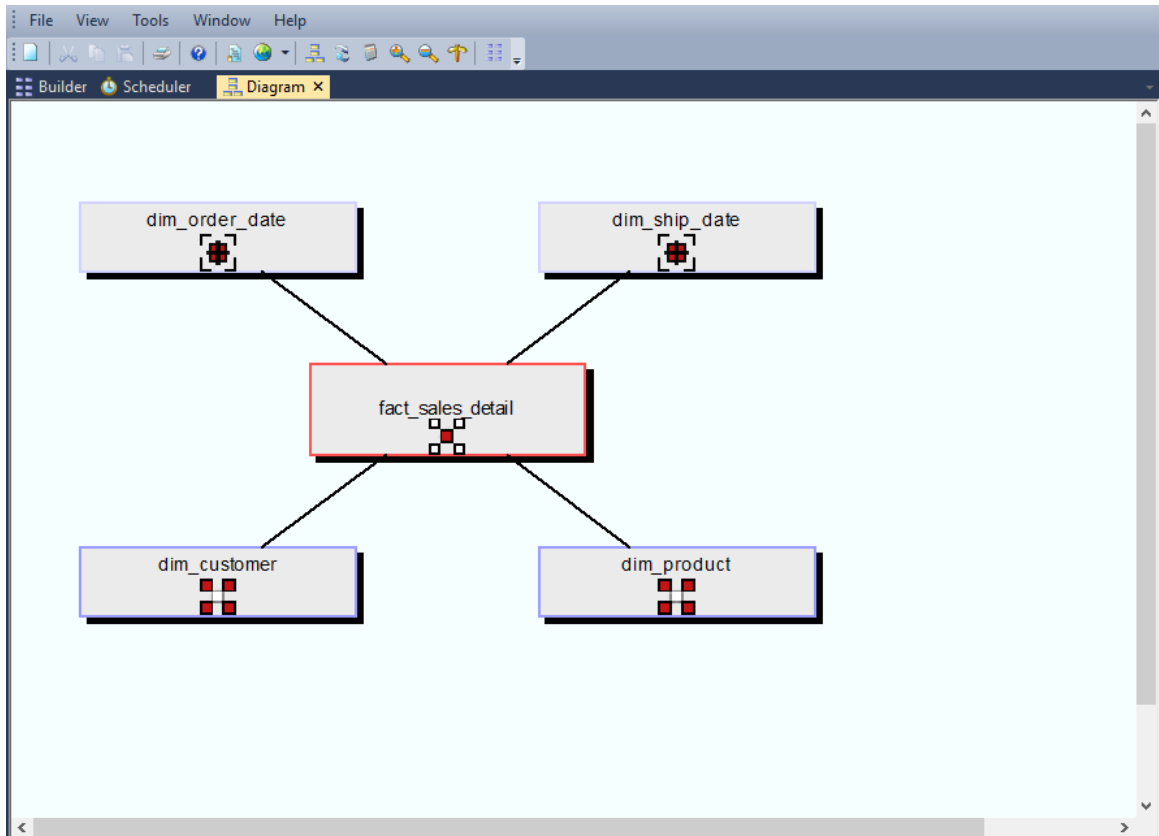 File View Tools Window Help
Builder Scheduler Diagram
dim_order_date dim_ship_date
fact_sales_detail
dim_customer dim_product